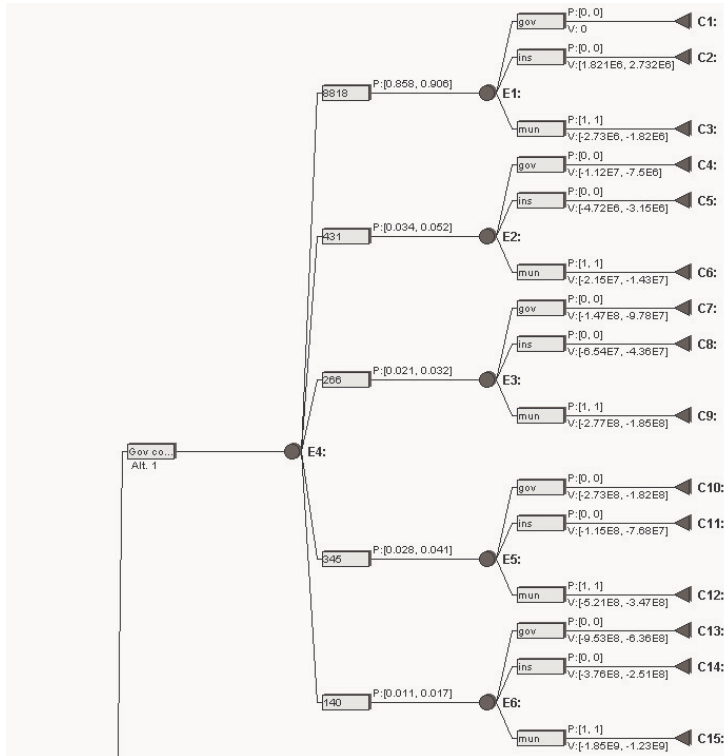 gov
P:[0, 0]
V: 0
C1:
ins
P:[0, 0]
V:[1.821E6, 2.732E6]
C2:
8818
P:[0.858, 0.906]
E1:
mun
P:[1, 1]
V:[-2.73E6, -1.82E6]
C3:
gov
P:[0, 0]
V:[-1.12E7, -7.5E6]
C4:
ins
P:[0, 0]
V:[-4.72E6, -3.15E6]
C5:
431
P:[0.034, 0.052]
E2:
mun
P:[1, 1]
V:[-2.15E7, -1.43E7]
C6:
gov
P:[0, 0]
V:[-1.47E8, -9.78E7]
C7:
ins
P:[0, 0]
V:[-6.54E7, -4.36E7]
C8:
266
P:[0.021, 0.032]
E3:
mun
P:[1, 1]
V:[-2.77E8, -1.85E8]
C9:
Gov co...
Alt. 1
E4:
gov
P:[0, 0]
V:[-2.73E8, -1.82E8]
C10:
ins
P:[0, 0]
V:[-1.15E8, -7.68E7]
C11:
345
P:[0.028, 0.041]
E5:
mun
P:[1, 1]
V:[-5.21E8, -3.47E8]
C12:
gov
P:[0, 0]
V:[-9.53E8, -6.36E8]
C13:
ins
P:[0, 0]
V:[-3.76E8, -2.51E8]
C14:
140
P:[0.011, 0.017]
E6:
mun
P:[1, 1]
V:[-1.85E9, -1.23E9]
C15: